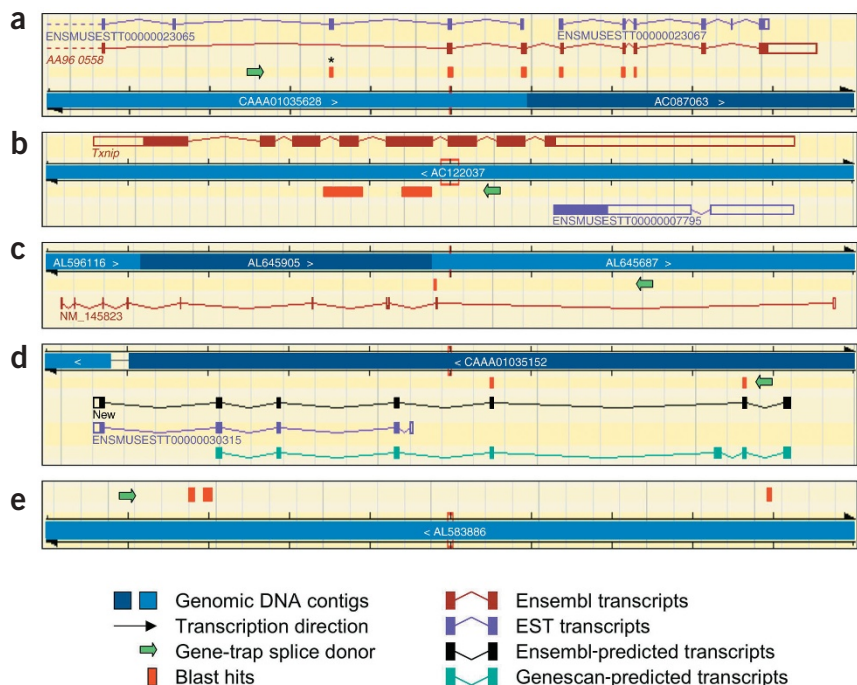 a
ENSMUSESTT00000023065
ENSMUSESTT00000023067
AA96 0558
*
CAAA01035628 >
AC087063 >
b
Txnip
< AC122037
ENSMUSESTT00000007795
c
AL596116 >
AL645905 >
AL645687 >
NM_145823
d
<
< CAAA01035152
New
ENSMUSESTT00000030315
e
< AL583886
Genomic DNA contigs
Transcription direction
Gene-trap splice donor
Blast hits
Ensembl transcripts
EST transcripts
Ensembl-predicted transcripts
Genescan-predicted transcripts